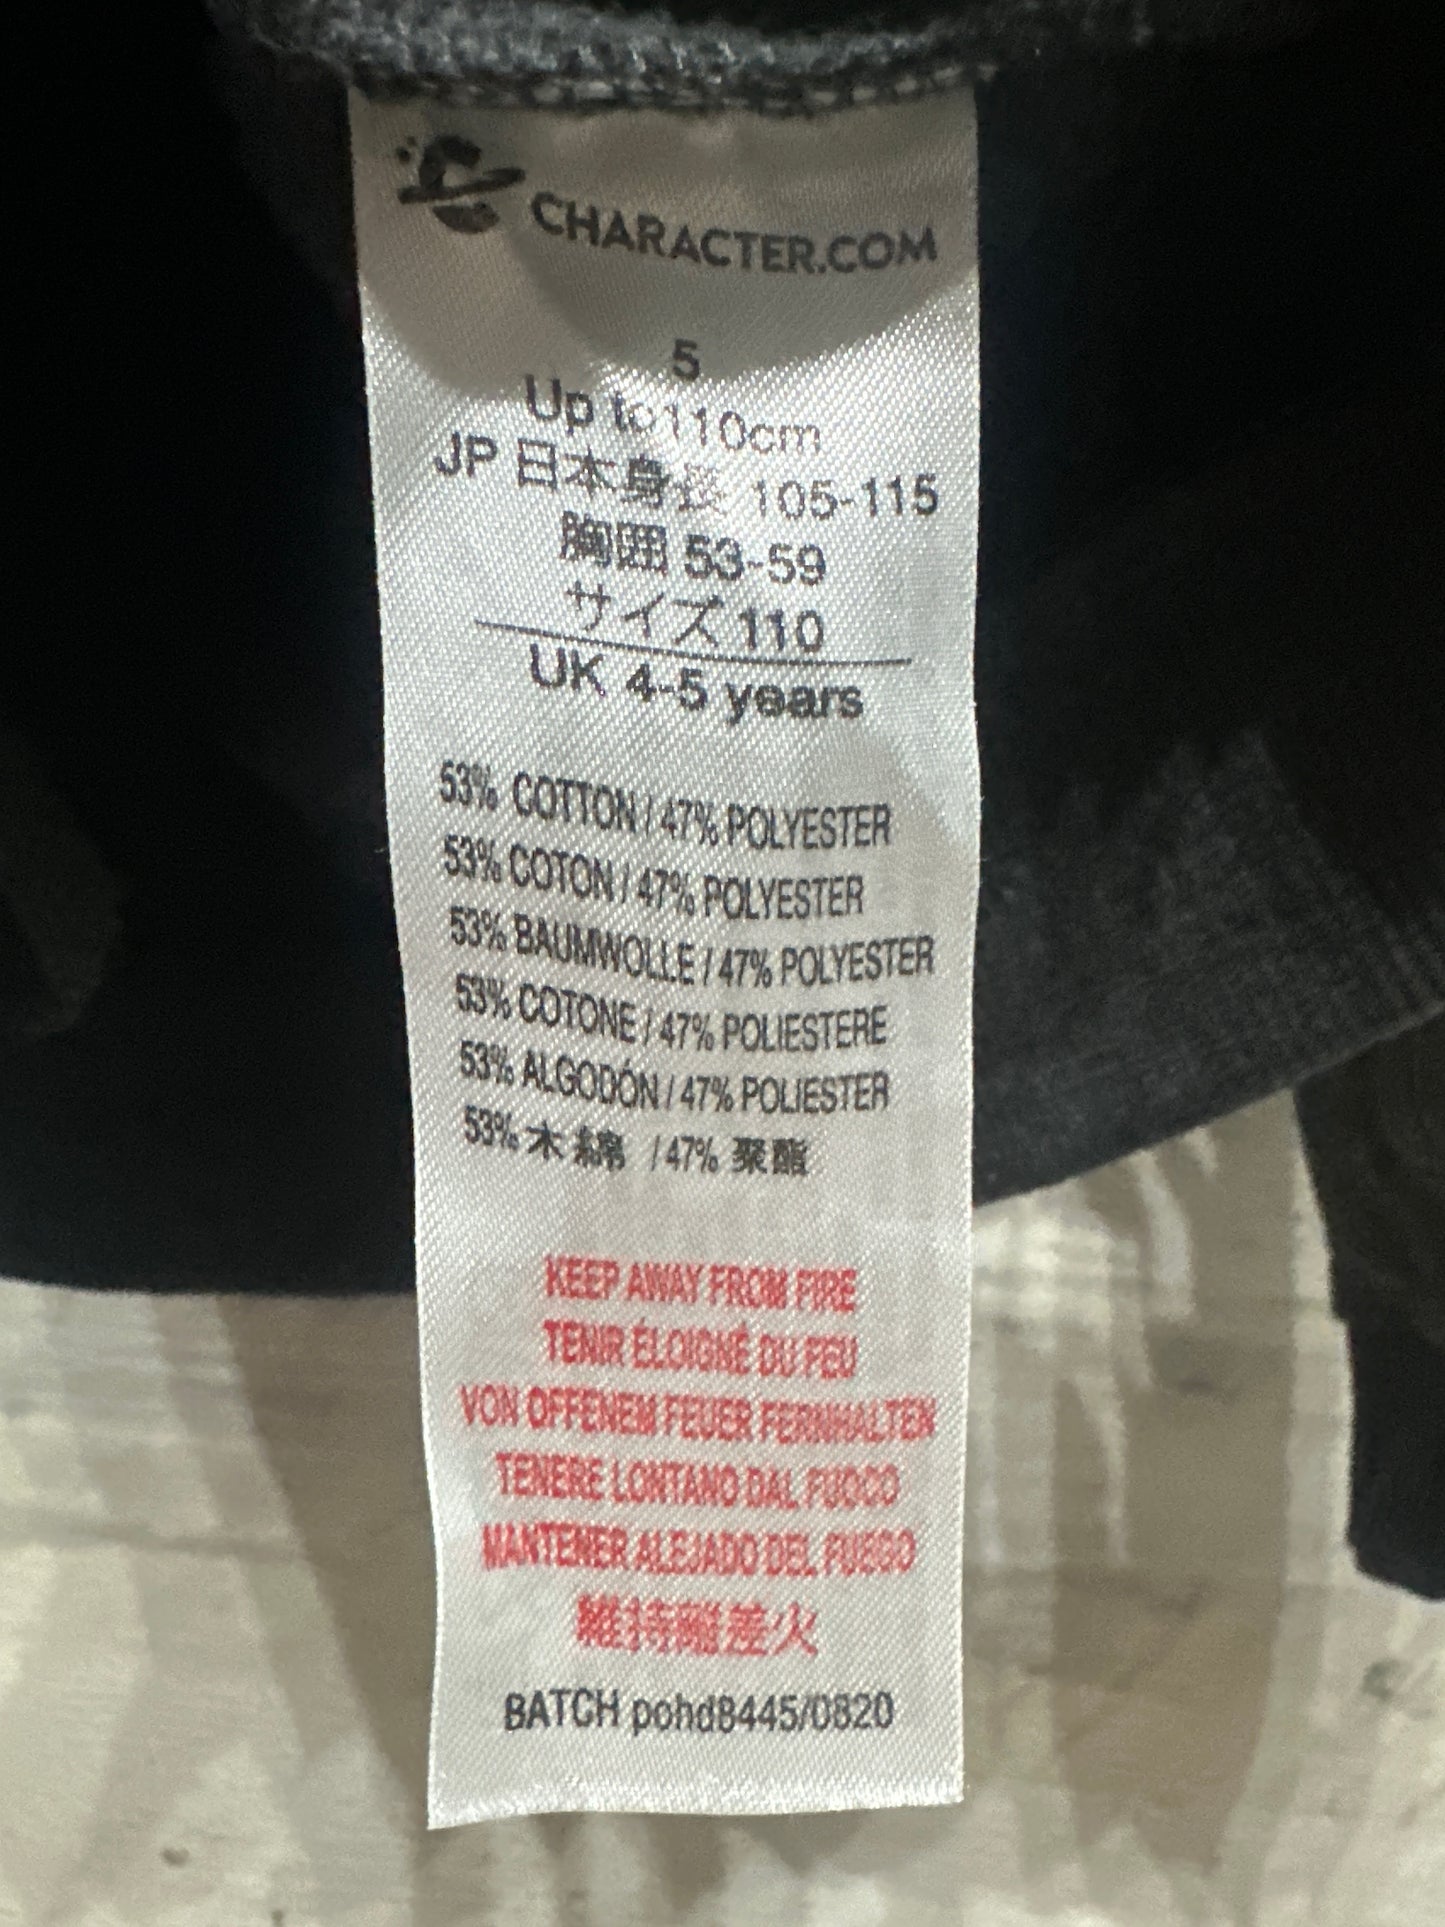 CHARACTER.COM
5
Up to 110cm
JP 日本身長 105-115
胸囲 53-59
サイズ 110
UK 4-5 years
53% COTTON / 47% POLYESTER
53% COTON / 47% POLYESTER
53% BAUMWOLLE / 47% POLYESTER
53% COTONE / 47% POLIESTERE
53% ALGODÓN / 47% POLIESTER
53% 木綿 / 47% 聚酯
KEEP AWAY FROM FIRE
TENIR ÉLOIGNÉ DU FEU
VON OFFENEM FEUER FERNHALTEN
TENERE LONTANO DAL FUOCO
MANTENER ALEJADO DEL FUEGO
維持離差火
BATCH pohd8445/0820